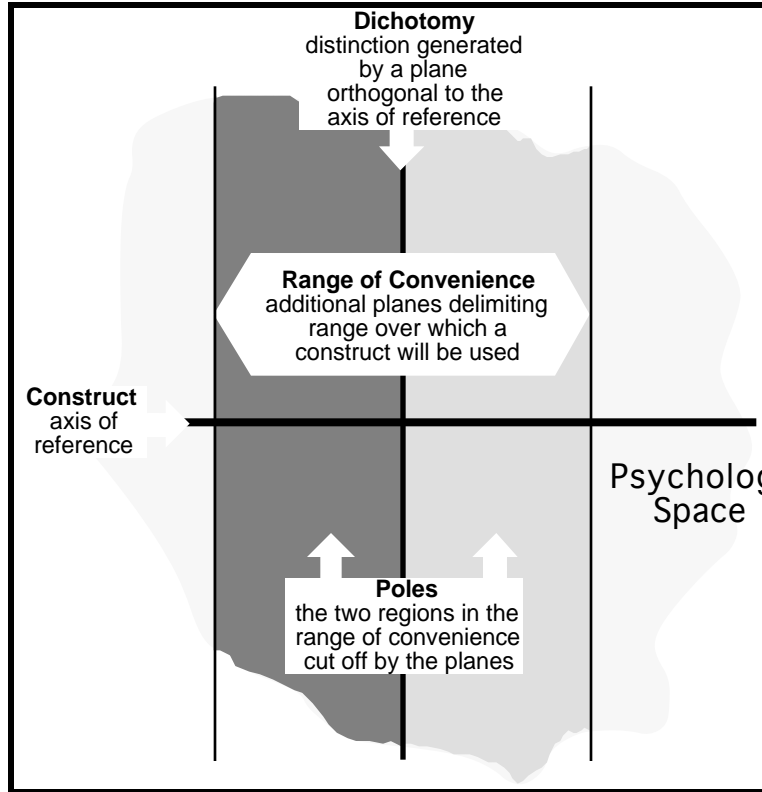 Dichotomy
distinction generated
by a plane
orthogonal to the
axis of reference
Range of Convenience
additional planes delimiting
range over which a
construct will be used
Construct
axis of
reference
Psycholog
Space
Poles
the two regions in the
range of convenience
cut off by the planes